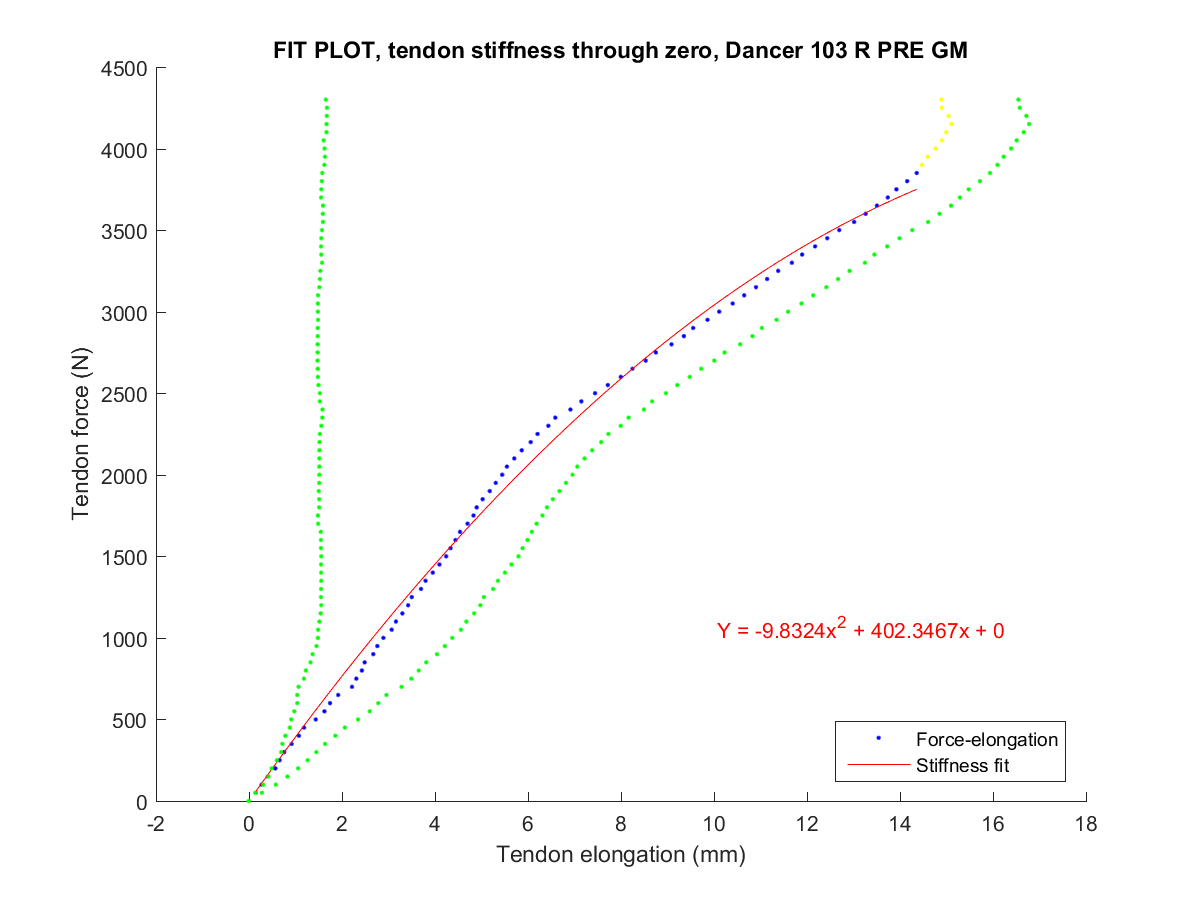 FIT PLOT, tendon stiffness through zero, Dancer 103 R PRE GM
4500
4000
3500
3000
2500
2000
1500
1000
500
0
Tendon force (N)
Y = -9.8324x² + 402.3467x + 0
Force-elongation
Stiffness fit
-2 0 2 4 6 8 10 12 14 16 18
Tendon elongation (mm)